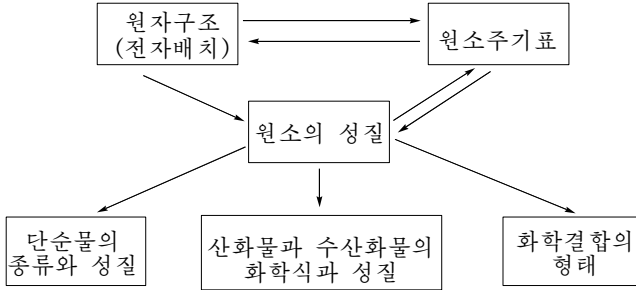 원자구조
(전자배치)
원소주기표
원소의 성질
단순물의
종류와 성질
산화물과 수산화물의
화학식과 성질
화학결합의
형태